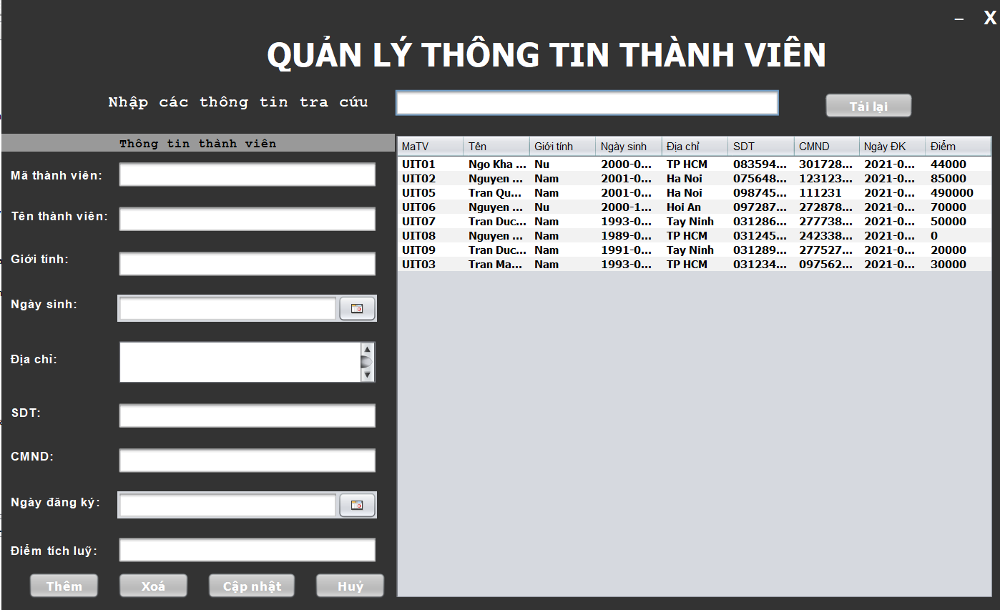 – X
QUẢN LÝ THÔNG TIN THÀNH VIÊN
Nhập các thông tin tra cứu
Tải lại
Thông tin thành viên
Mã thành viên:
Tên thành viên:
Giới tính:
Ngày sinh:
Địa chỉ:
SDT:
CMND:
Ngày đăng ký:
Điểm tích luỹ:
Thêm Xoá Cập nhật Huỷ
MaTV Tên Giới tính Ngày sinh Địa chỉ SDT CMND Ngày ĐK Điểm
UIT01 Ngo Kha ... Nu 2000-0... TP HCM 083594... 301728... 2021-0... 44000
UIT02 Nguyen ... Nam 2001-0... Ha Noi 075648... 123123... 2021-0... 85000
UIT05 Tran Qu... Nam 2001-0... Ha Noi 098745... 111231 2021-0... 490000
UIT06 Nguyen ... Nu 2000-1... Hoi An 097287... 272878... 2021-0... 70000
UIT07 Tran Duc... Nam 1993-0... Tay Ninh 031286... 277738... 2021-0... 50000
UIT08 Nguyen ... Nam 1989-0... TP HCM 031245... 242338... 2021-0... 0
UIT09 Tran Duc... Nam 1991-0... Tay Ninh 031289... 277527... 2021-0... 20000
UIT03 Tran Ma... Nam 1993-0... TP HCM 031234... 097562... 2021-0... 30000